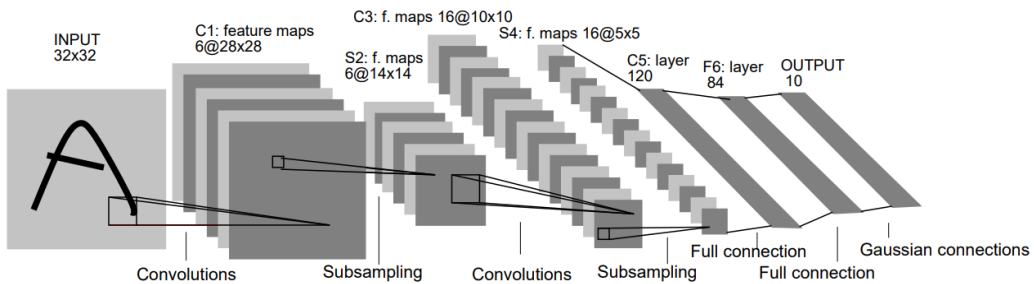 INPUT
32x32
C1: feature maps
6@28x28
S2: f. maps
6@14x14
C3: f. maps 16@10x10
S4: f. maps 16@5x5
C5: layer
120
F6: layer
84
OUTPUT
10
Convolutions
Subsampling
Convolutions
Subsampling
Full connection
Full connection
Gaussian connections
A